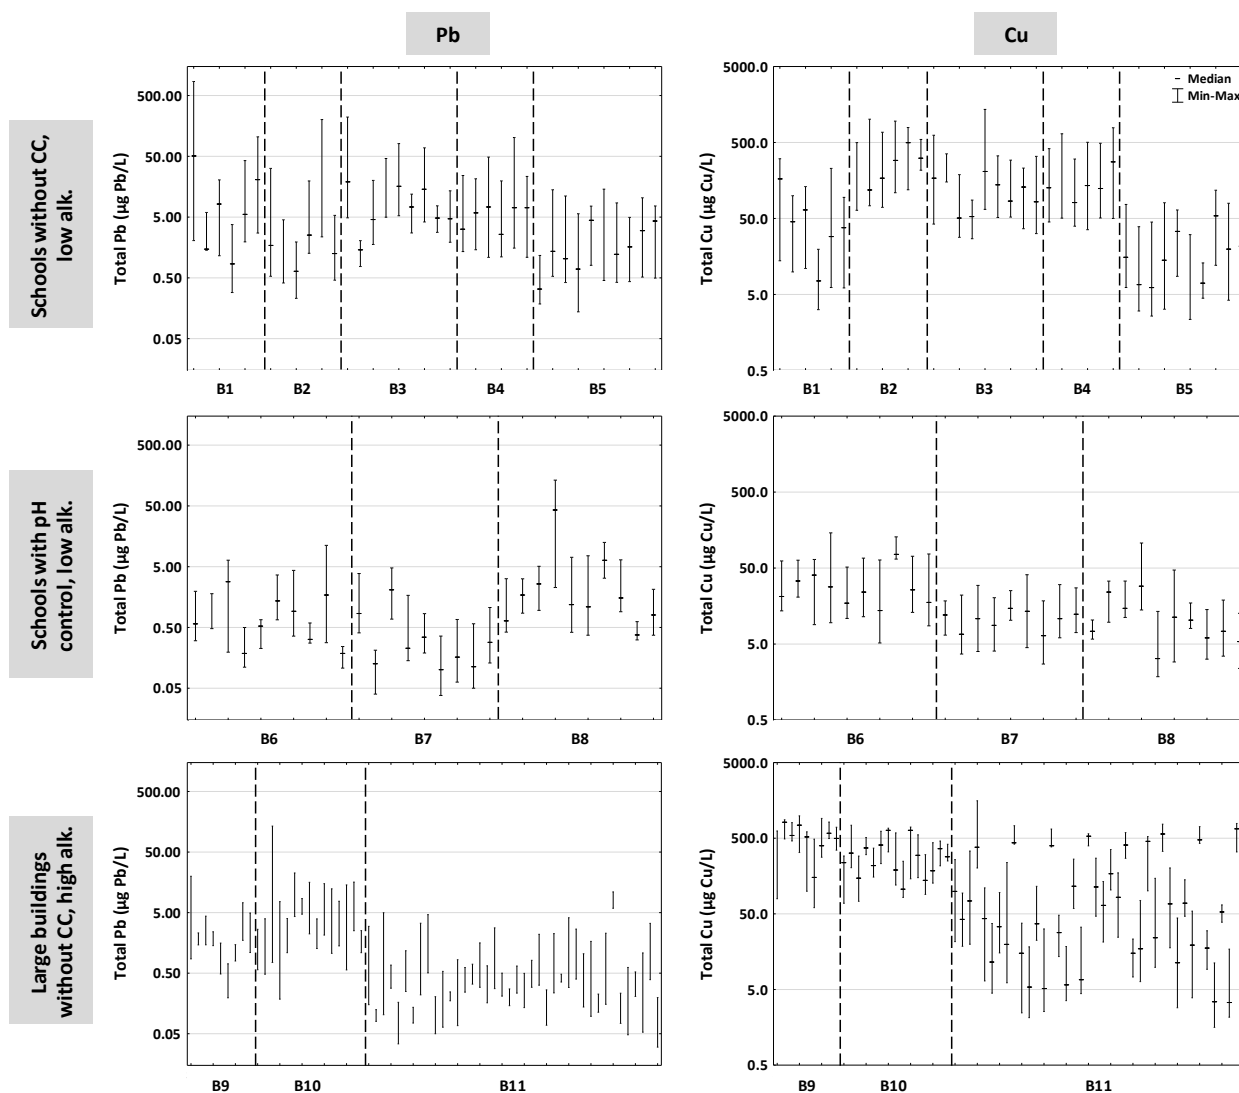 Pb
Cu
Schools without CC,
low alk.
Total Pb (µg Pb/L)
500.00
50.00
5.00
0.50
0.05
B1
B2
B3
B4
B5
Total Cu (µg Cu/L)
5000.0
500.0
50.0
5.0
0.5
Median
Min-Max
B1
B2
B3
B4
B5
Schools with pH
control, low alk.
Total Pb (µg Pb/L)
500.00
50.00
5.00
0.50
0.05
B6
B7
B8
Total Cu (µg Cu/L)
5000.0
500.0
50.0
5.0
0.5
B6
B7
B8
Large buildings
without CC, high alk.
Total Pb (µg Pb/L)
500.00
50.00
5.00
0.50
0.05
B9
B10
B11
Total Cu (µg Cu/L)
5000.0
500.0
50.0
5.0
0.5
B9
B10
B11